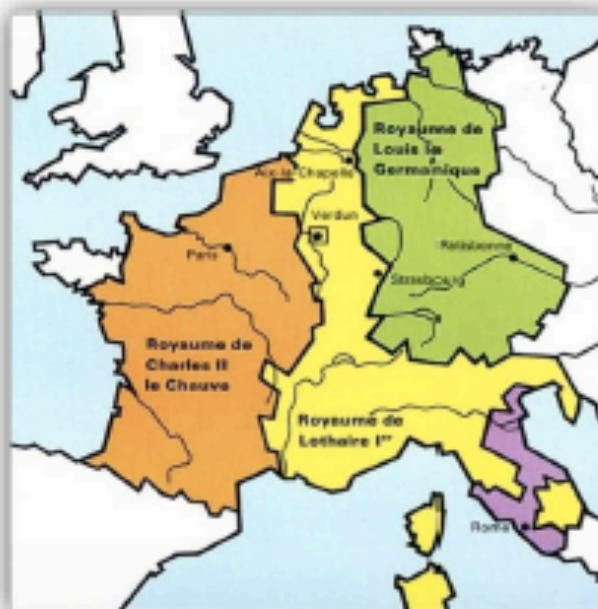 Royaume de
Louis le
Germanique
Aix-la-Chapelle
Verdun
Paris
Ratisbonne
Strasbourg
Royaume de
Charles II
le Chauve
Royaume de
Lothaire Iᵉʳ
Rome